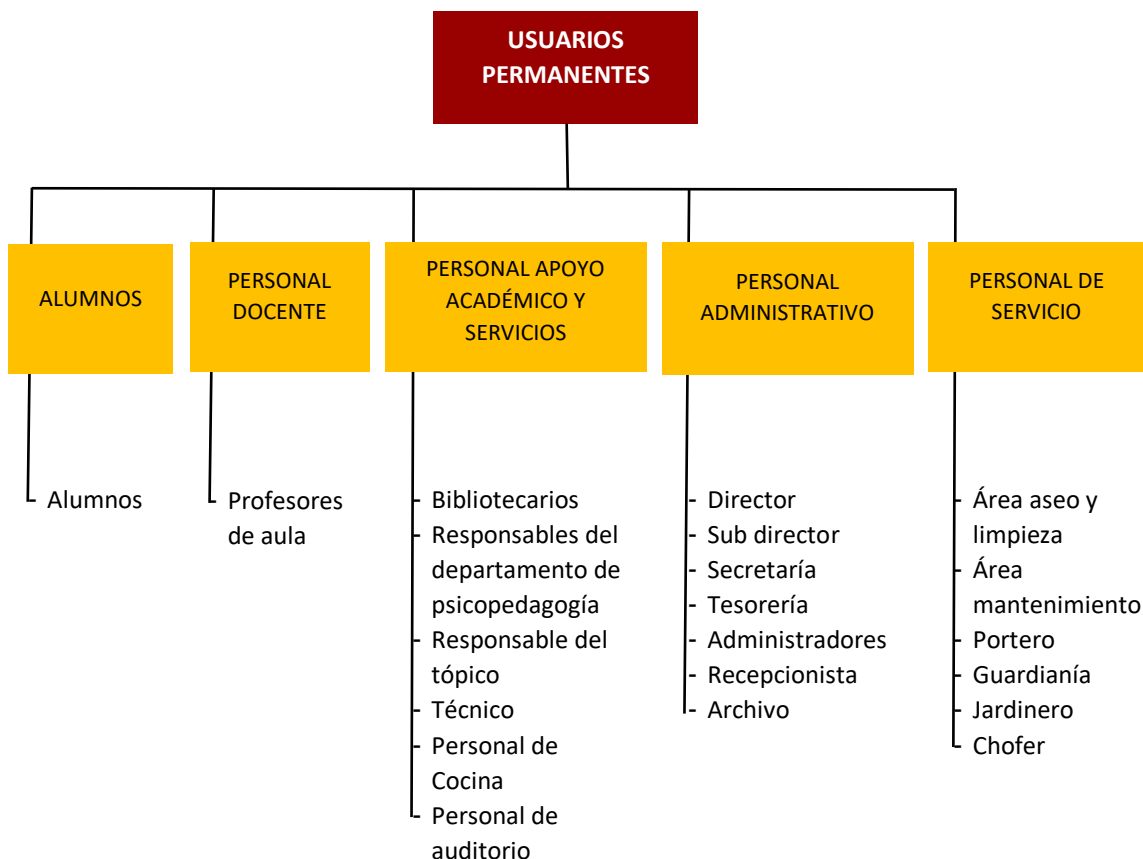 USUARIOS
PERMANENTES
ALUMNOS
PERSONAL
DOCENTE
PERSONAL APOYO
ACADÉMICO Y
SERVICIOS
PERSONAL
ADMINISTRATIVO
PERSONAL DE
SERVICIO
- Alumnos
- Profesores
de aula
- Bibliotecarios
- Responsables del
departamento de
psicopedagogía
- Responsable del
tópico
- Técnico
- Personal de
Cocina
- Personal de
auditorio
- Director
- Sub director
- Secretaría
- Tesorería
- Administradores
- Recepcionista
- Archivo
- Área aseo y
limpieza
- Área
mantenimiento
- Portero
- Guardianía
- Jardinero
- Chofer